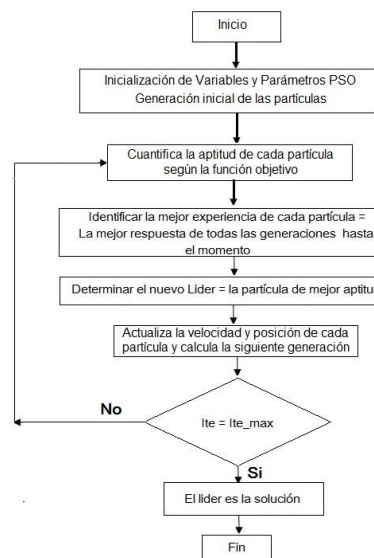 Inicio
Inicialización de Variables y Parámetros PSO
Generación inicial de las partículas
Cuantifica la aptitud de cada partícula
según la función objetivo
Identificar la mejor experiencia de cada partícula =
La mejor respuesta de todas las generaciones hasta
el momento
Determinar el nuevo Lider = la partícula de mejor aptitu
Actualiza la velocidad y posición de cada
partícula y calcula la siguiente generación
No
Ite = Ite_max
Si
El lider es la solución
Fin